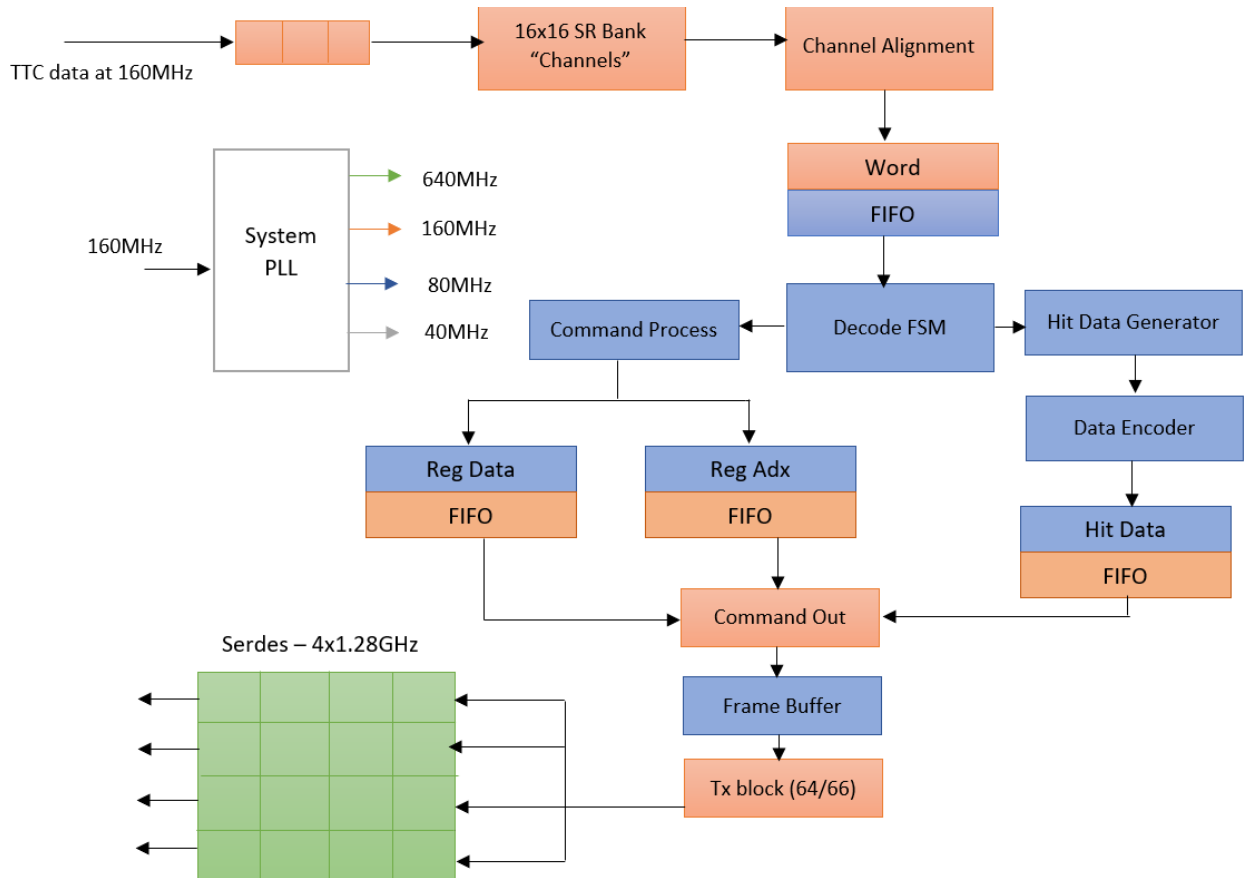 TTC data at 160MHz
16x16 SR Bank
“Channels”
Channel Alignment
Word
FIFO
160MHz
System
PLL
640MHz
160MHz
80MHz
40MHz
Command Process
Decode FSM
Hit Data Generator
Data Encoder
Reg Data
FIFO
Reg Adx
FIFO
Hit Data
FIFO
Command Out
Serdes – 4x1.28GHz
Frame Buffer
Tx block (64/66)